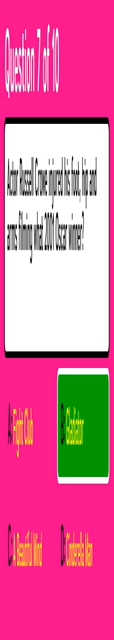 Question 7 of 10
Actor Russell Crowe injured his foot, hip and
arms filming what 2001 Oscar winner?
A: Fight Club
B: Gladiator
C: A Beautiful Mind
D: Cinderella Man